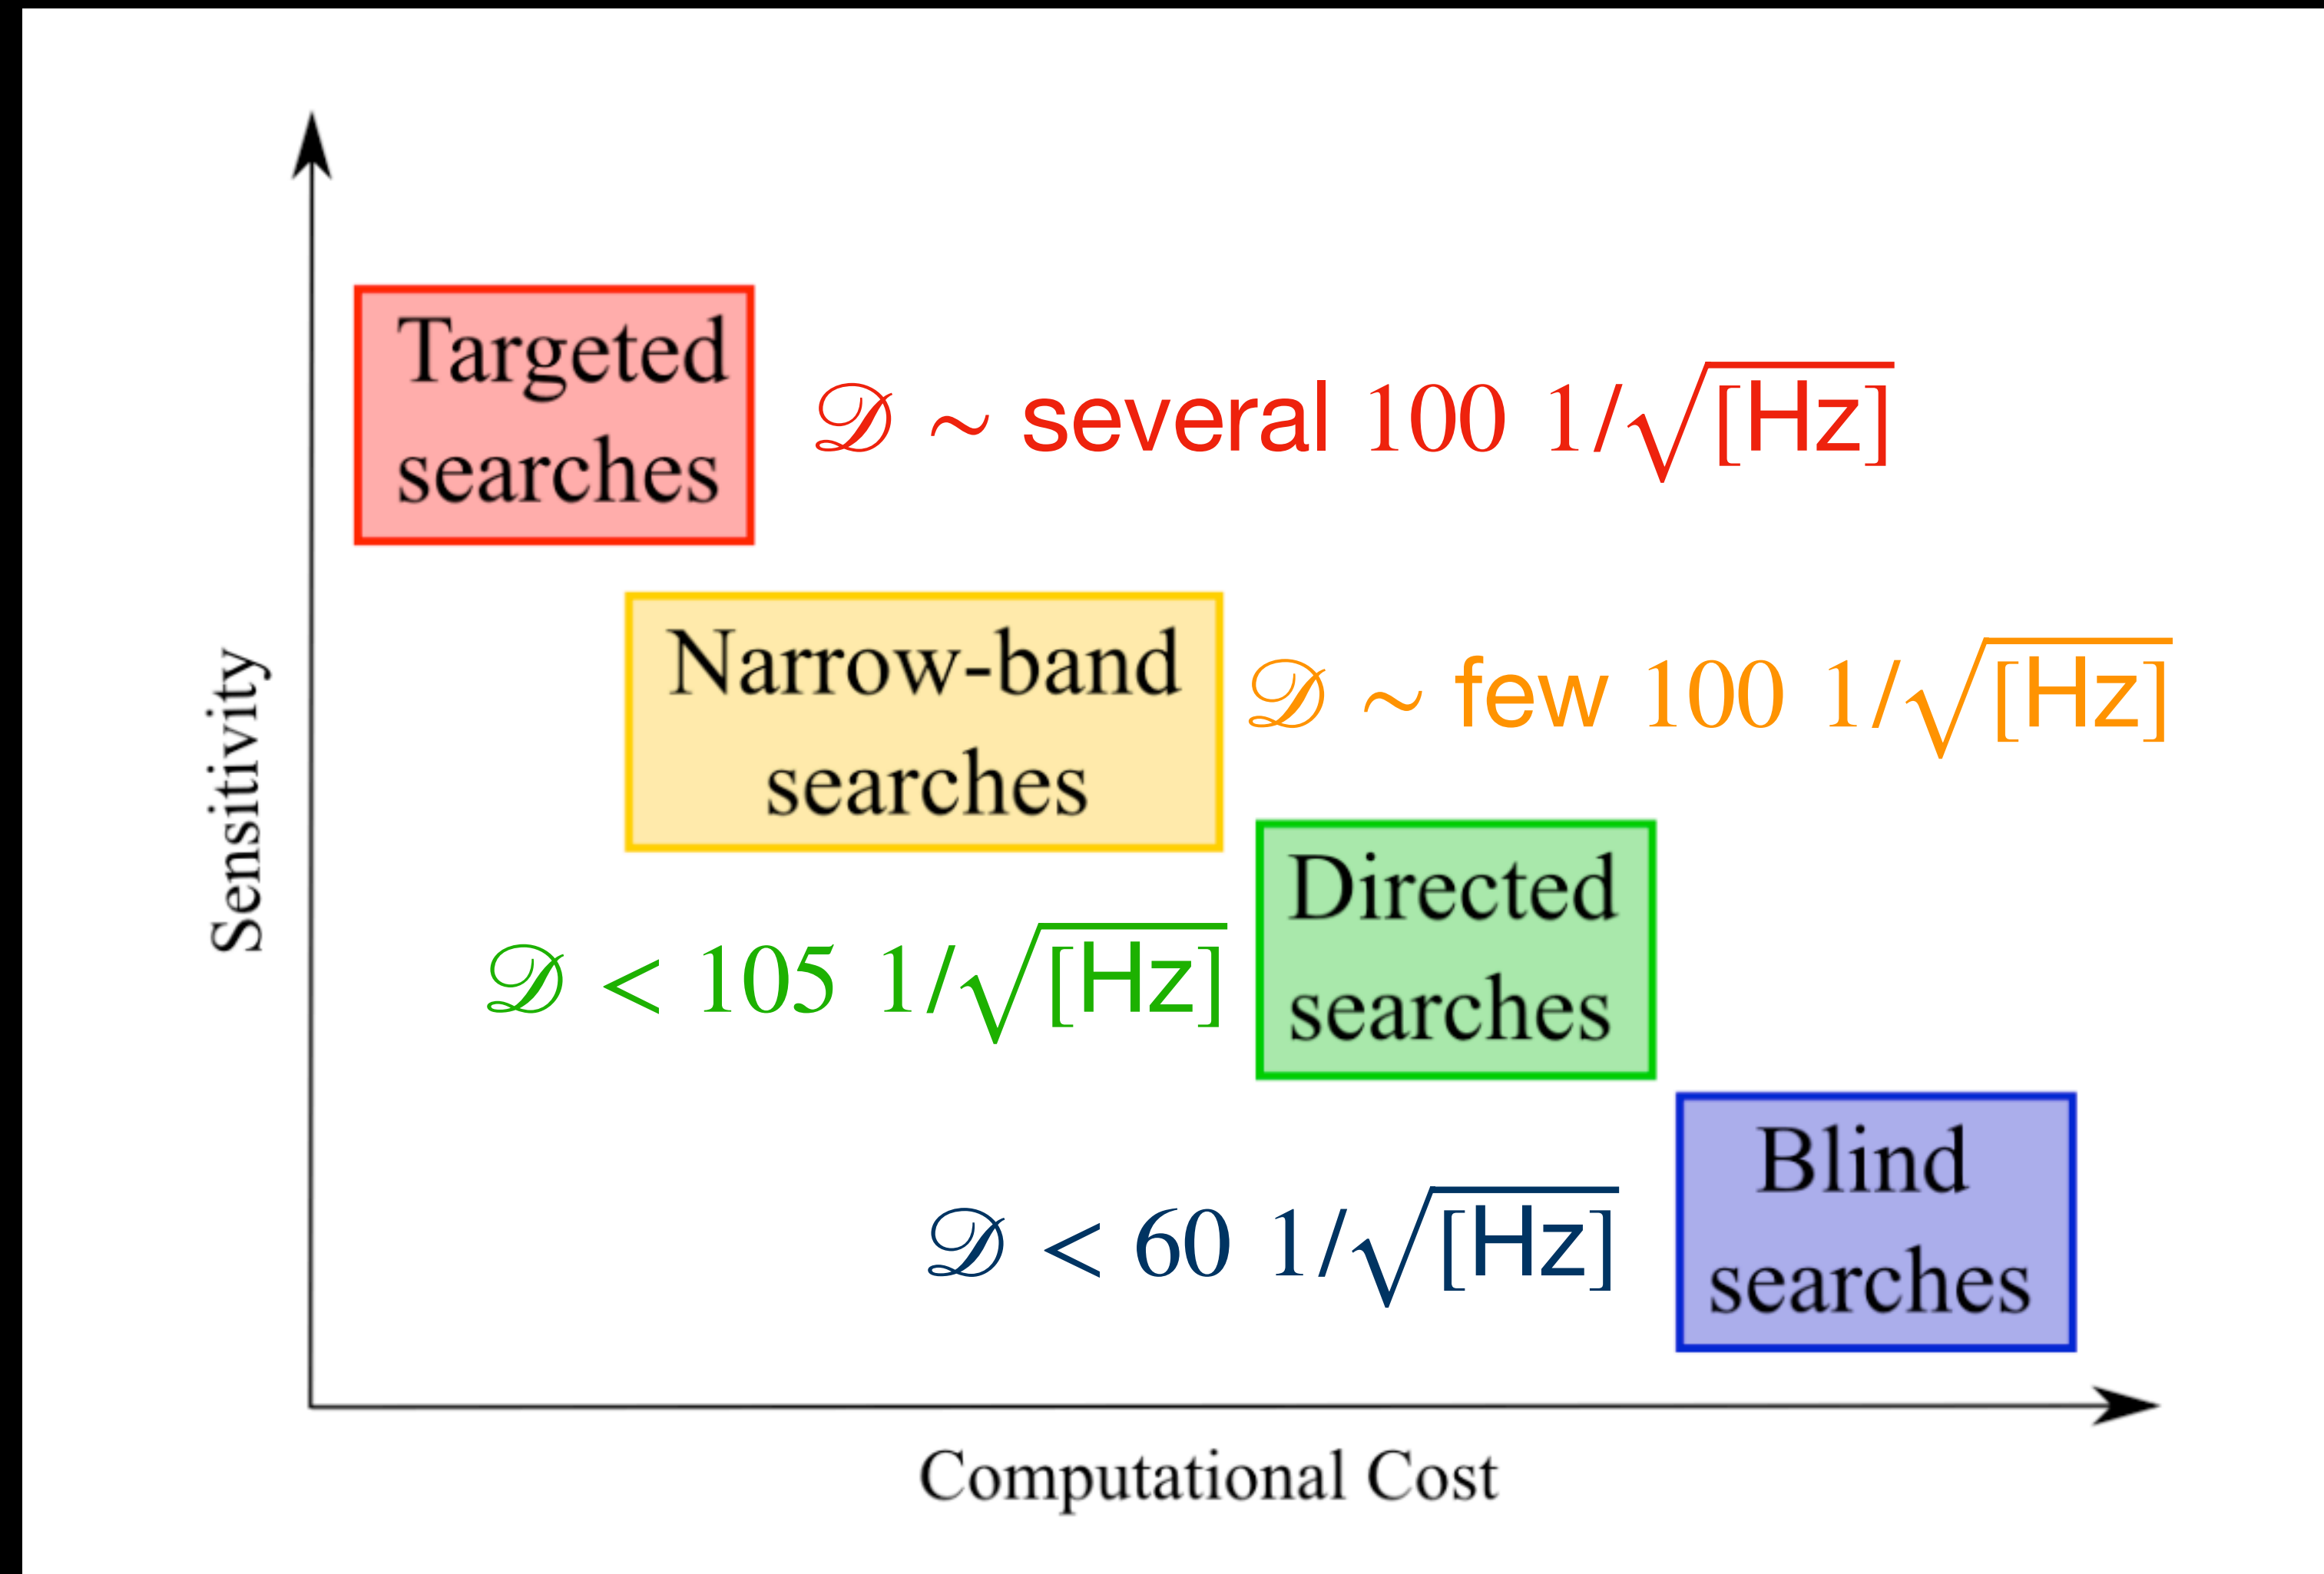 Targeted
searches
𝒟 ~ several 100 1/√[Hz]
Narrow-band
searches
𝒟 ~ few 100 1/√[Hz]
Sensitivity
Directed
searches
𝒟 < 105 1/√[Hz]
Blind
searches
𝒟 < 60 1/√[Hz]
Computational Cost